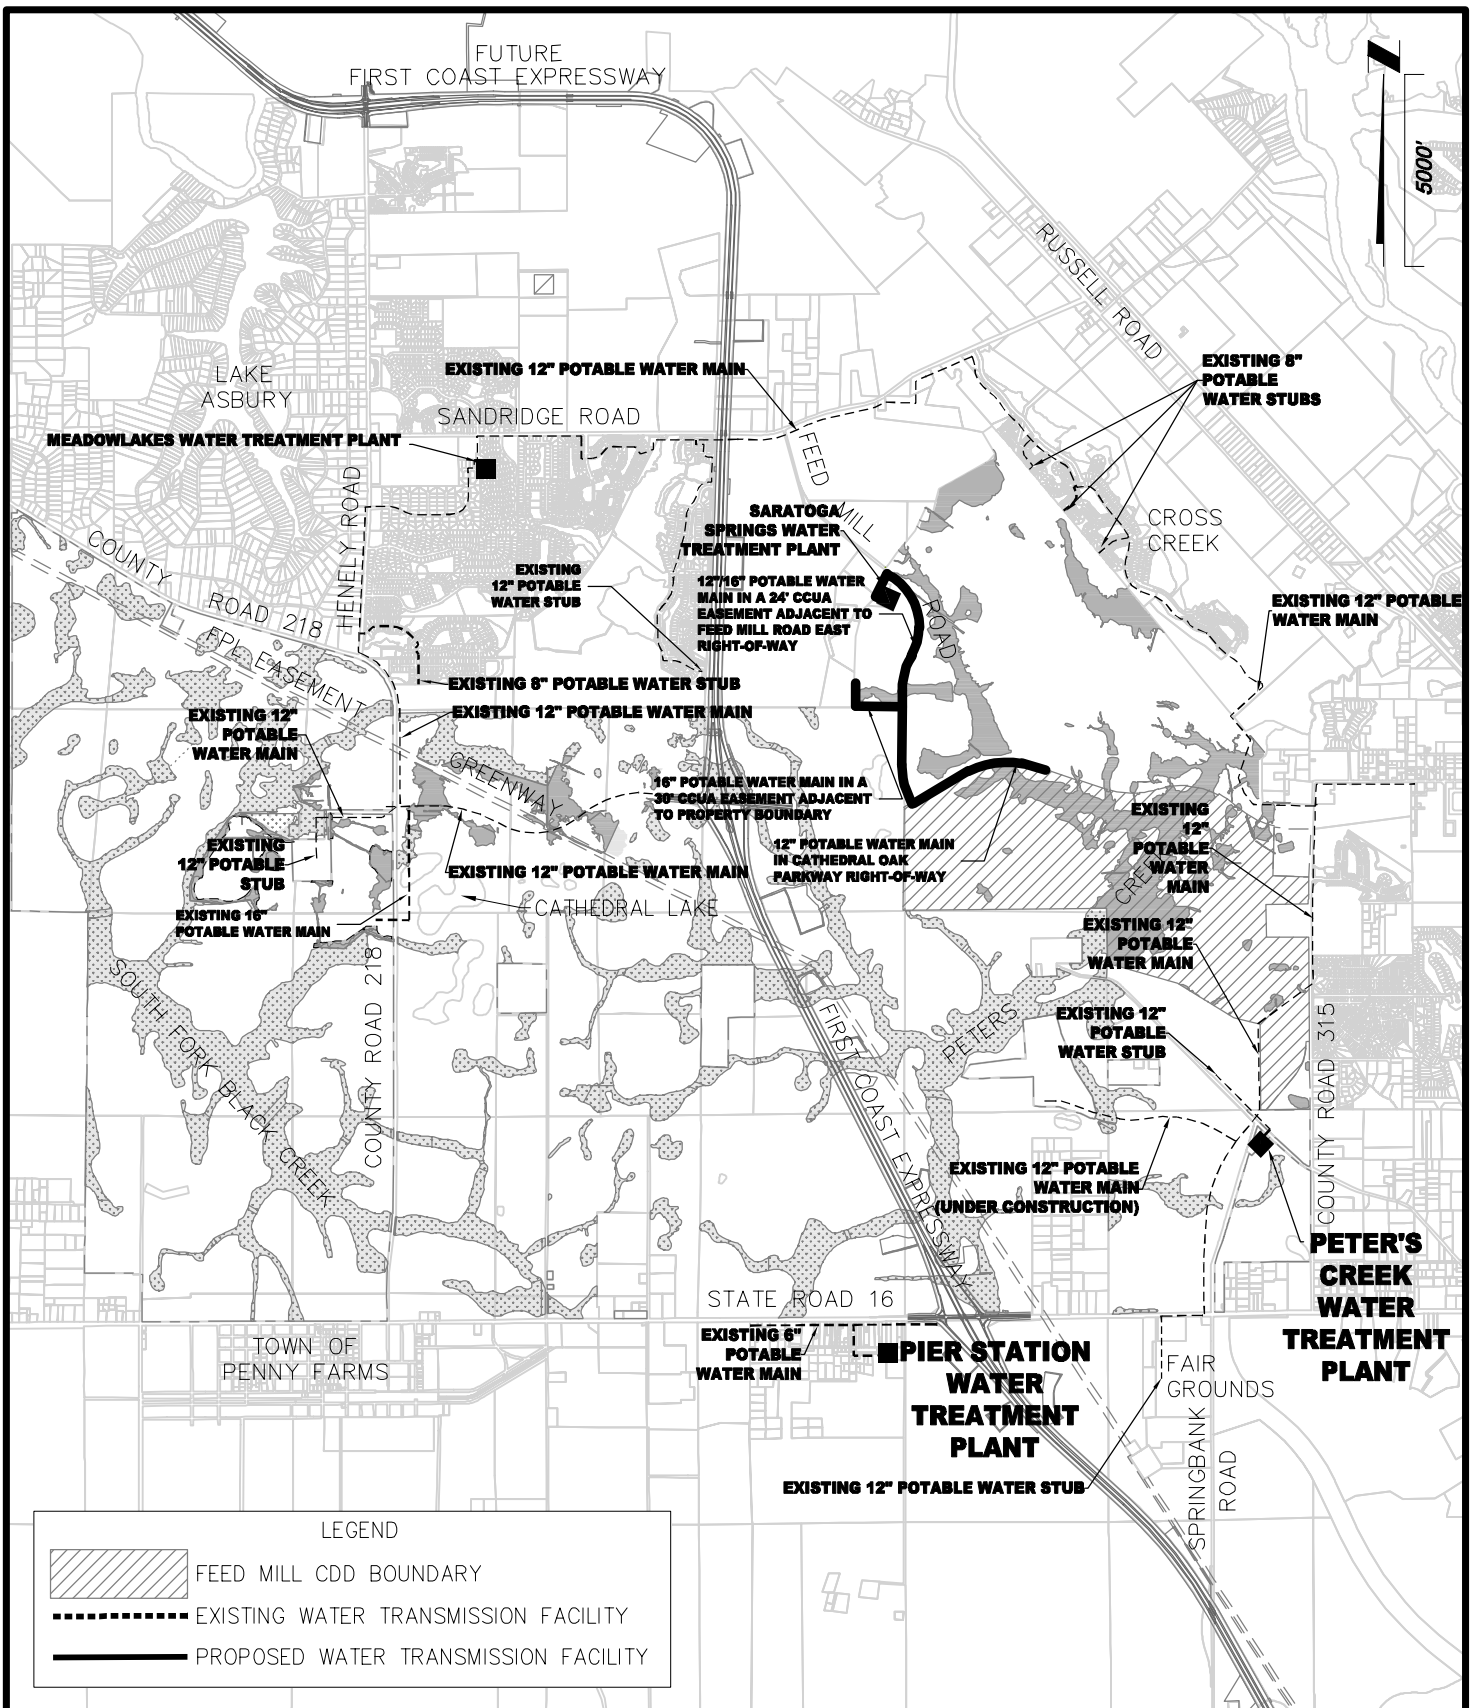 FUTURE
FIRST COAST EXPRESSWAY
5000'
RUSSELL ROAD
LAKE
ASBURY
EXISTING 12" POTABLE WATER MAIN
EXISTING 8"
POTABLE
WATER STUBS
SANDRIDGE ROAD
MEADOWLAKES WATER TREATMENT PLANT
FEED MILL ROAD
HENELY ROAD
SARATOGA
SPRINGS WATER
TREATMENT PLANT
CROSS
CREEK
COUNTY ROAD 218
EXISTING
12" POTABLE
WATER STUB
12"/16" POTABLE WATER
MAIN IN A 24' CCUA
EASEMENT ADJACENT TO
FEED MILL ROAD EAST
RIGHT-OF-WAY
EXISTING 12" POTABLE
WATER MAIN
FPL EASEMENT
EXISTING 8" POTABLE WATER STUB
EXISTING 12" POTABLE WATER MAIN
EXISTING 12"
POTABLE
WATER MAIN
GREENWAY
16" POTABLE WATER MAIN IN A
30' CCUA EASEMENT ADJACENT
TO PROPERTY BOUNDARY
EXISTING
12"
POTABLE
WATER
MAIN
EXISTING
12" POTABLE
STUB
EXISTING 12" POTABLE WATER MAIN
12" POTABLE WATER MAIN
IN CATHEDRAL OAK
PARKWAY RIGHT-OF-WAY
CATHEDRAL LAKE
EXISTING 16"
POTABLE WATER MAIN
EXISTING 12"
POTABLE
WATER MAIN
SOUTH FORK BLACK CREEK
COUNTY ROAD 218
FIRST COAST EXPRESSWAY
PETERS CREEK
EXISTING 12"
POTABLE
WATER STUB
COUNTY ROAD 315
EXISTING 12" POTABLE
WATER MAIN
(UNDER CONSTRUCTION)
PETER'S
CREEK
WATER
TREATMENT
PLANT
STATE ROAD 16
TOWN OF
PENNY FARMS
EXISTING 6"
POTABLE
WATER MAIN
PIER STATION
WATER
TREATMENT
PLANT
FAIR
GROUNDS
SPRINGBANK
ROAD
EXISTING 12" POTABLE WATER STUB
LEGEND
FEED MILL CDD BOUNDARY
EXISTING WATER TRANSMISSION FACILITY
PROPOSED WATER TRANSMISSION FACILITY